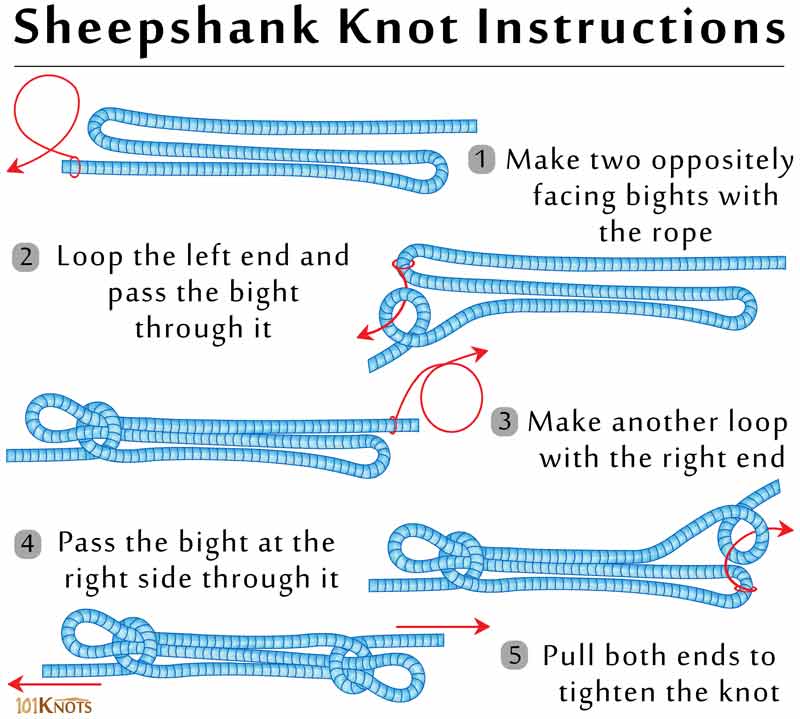 Sheepshank Knot Instructions
1 Make two oppositely
facing bights with
the rope
2 Loop the left end and
pass the bight
through it
3 Make another loop
with the right end
4 Pass the bight at the
right side through it
5 Pull both ends to
tighten the knot
101KNOTS